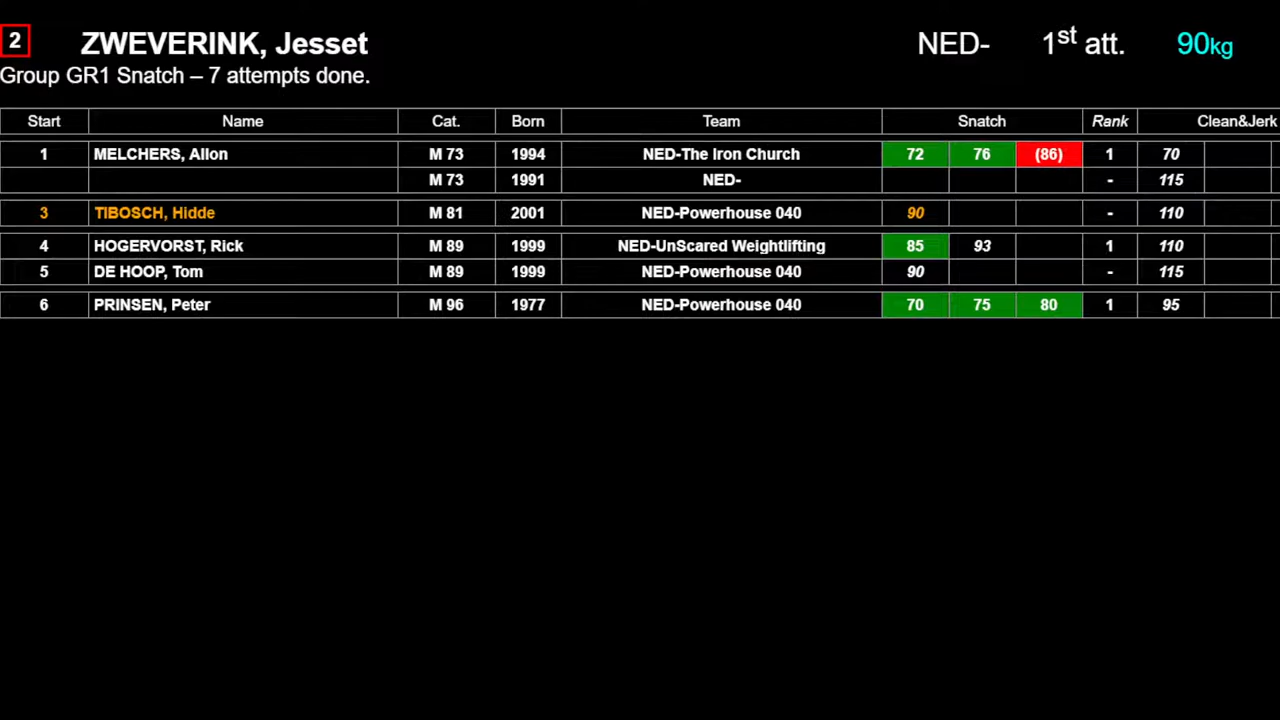 2 ZWEVERINK, Jesset NED- 1st att. 90kg
Group GR1 Snatch – 7 attempts done.
Start Name Cat. Born Team Snatch Rank Clean&Jerk
1 MELCHERS, Allon M 73 1994 NED-The Iron Church 72 76 (86) 1 70
M 73 1991 NED- - 115
3 TIBOSCH, Hidde M 81 2001 NED-Powerhouse 040 90 - 110
4 HOGERVORST, Rick M 89 1999 NED-UnScared Weightlifting 85 93 1 110
5 DE HOOP, Tom M 89 1999 NED-Powerhouse 040 90 - 115
6 PRINSEN, Peter M 96 1977 NED-Powerhouse 040 70 75 80 1 95